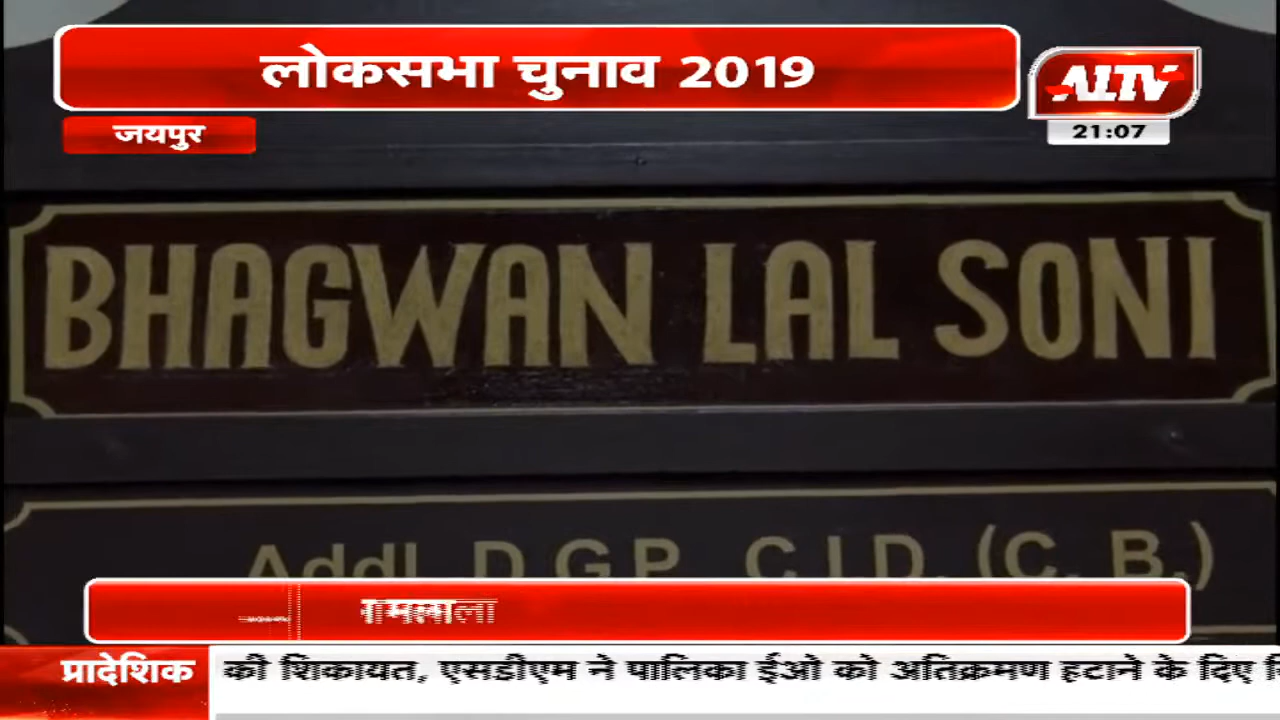 लोकसभा चुनाव 2019
ALTV
जयपुर
21:07
BHAGWAN LAL SONI
Addl. D.G.P. C.I.D. (C. B.)
प्रादेशिक
की शिकायत, एसडीएम ने पालिका ईओ को अतिक्रमण हटाने के दिए